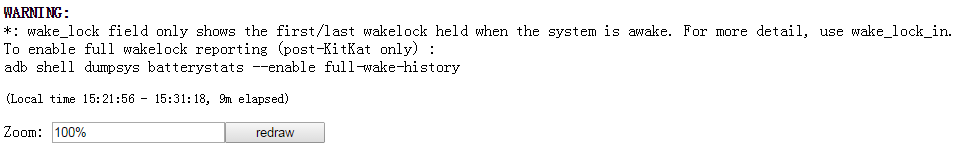 WARNING:
*: wake_lock field only shows the first/last wakelock held when the system is awake. For more detail, use wake_lock_in.
To enable full wakelock reporting (post-KitKat only) :
adb shell dumpsys batterystats --enable full-wake-history
(Local time 15:21:56 - 15:31:18, 9m elapsed)
Zoom: 100% redraw